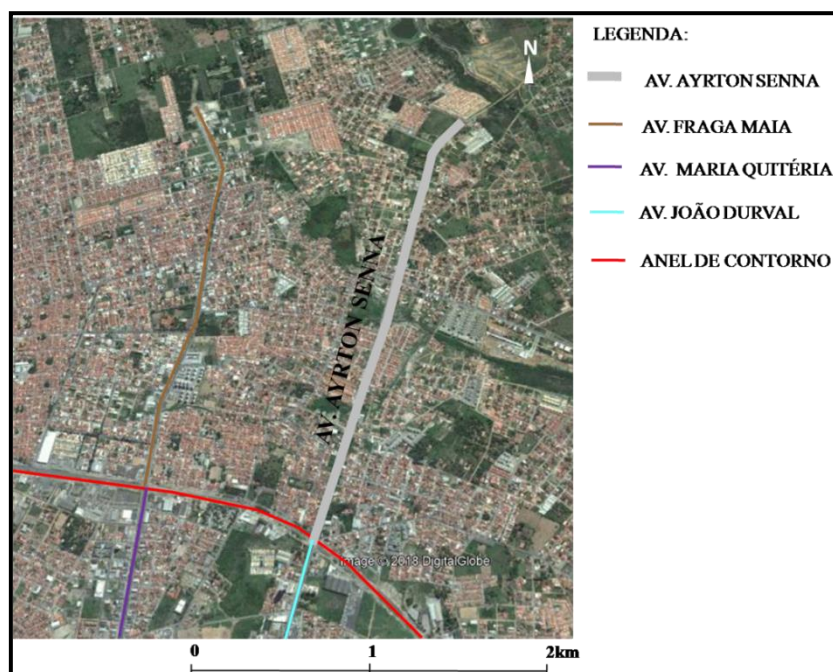 N
LEGENDA:
AV. AYRTON SENNA
AV. FRAGA MAIA
AV. MARIA QUITÉRIA
AV. JOÃO DURVAL
ANEL DE CONTORNO
AV. AYRTON SENNA
Image © 2018 DigitalGlobe
0 1 2km